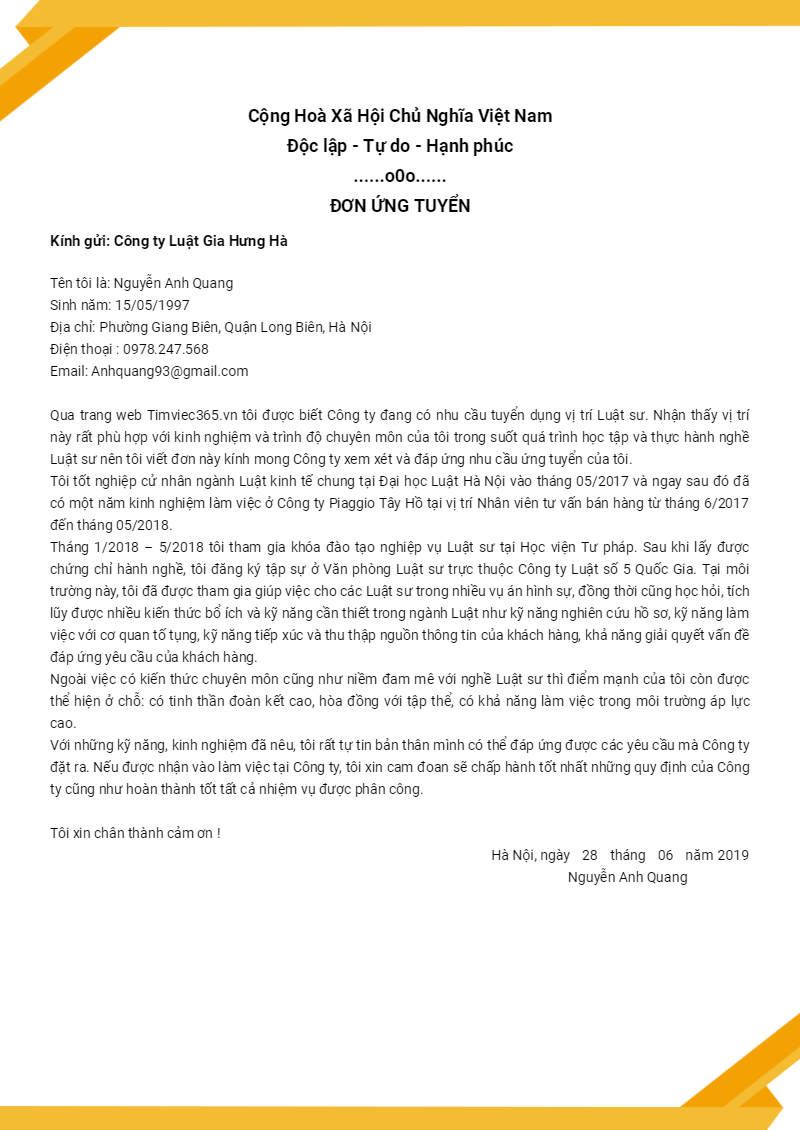 Cộng Hoà Xã Hội Chủ Nghĩa Việt Nam
Độc lập - Tự do - Hạnh phúc
......o0o......
ĐƠN ỨNG TUYỂN
Kính gửi: Công ty Luật Gia Hưng Hà
Tên tôi là: Nguyễn Anh Quang
Sinh năm: 15/05/1997
Địa chỉ: Phường Giang Biên, Quận Long Biên, Hà Nội
Điện thoại : 0978.247.568
Email: Anhquang93@gmail.com
Qua trang web Timviec365.vn tôi được biết Công ty đang có nhu cầu tuyển dụng vị trí Luật sư. Nhận thấy vị trí
này rất phù hợp với kinh nghiệm và trình độ chuyên môn của tôi trong suốt quá trình học tập và thực hành nghề
Luật sư nên tôi viết đơn này kính mong Công ty xem xét và đáp ứng nhu cầu ứng tuyển của tôi.
Tôi tốt nghiệp cử nhân ngành Luật kinh tế chung tại Đại học Luật Hà Nội vào tháng 05/2017 và ngay sau đó đã
có một năm kinh nghiệm làm việc ở Công ty Piaggio Tây Hồ tại vị trí Nhân viên tư vấn bán hàng từ tháng 6/2017
đến tháng 05/2018.
Tháng 1/2018 – 5/2018 tôi tham gia khóa đào tạo nghiệp vụ Luật sư tại Học viện Tư pháp. Sau khi lấy được
chứng chỉ hành nghề, tôi đăng ký tập sự ở Văn phòng Luật sư trực thuộc Công ty Luật số 5 Quốc Gia. Tại môi
trường này, tôi đã được tham gia giúp việc cho các Luật sư trong nhiều vụ án hình sự, đồng thời cũng học hỏi, tích
lũy được nhiều kiến thức bổ ích và kỹ năng cần thiết trong ngành Luật như kỹ năng nghiên cứu hồ sơ, kỹ năng làm
việc với cơ quan tố tụng, kỹ năng tiếp xúc và thu thập nguồn thông tin của khách hàng, khả năng giải quyết vấn đề
đáp ứng yêu cầu của khách hàng.
Ngoài việc có kiến thức chuyên môn cũng như niềm đam mê với nghề Luật sư thì điểm mạnh của tôi còn được
thể hiện ở chỗ: có tinh thần đoàn kết cao, hòa đồng với tập thể, có khả năng làm việc trong môi trường áp lực
cao.
Với những kỹ năng, kinh nghiệm đã nêu, tôi rất tự tin bản thân mình có thể đáp ứng được các yêu cầu mà Công ty
đặt ra. Nếu được nhận vào làm việc tại Công ty, tôi xin cam đoan sẽ chấp hành tốt nhất những quy định của Công
ty cũng như hoàn thành tốt tất cả nhiệm vụ được phân công.
Tôi xin chân thành cảm ơn !
Hà Nội, ngày 28 tháng 06 năm 2019
Nguyễn Anh Quang